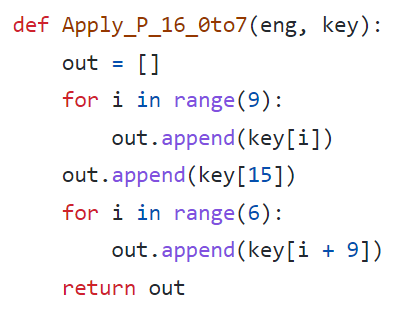 def Apply_P_16_0to7(eng, key):
    out = []
    for i in range(9):
        out.append(key[i])
    out.append(key[15])
    for i in range(6):
        out.append(key[i + 9])
    return out